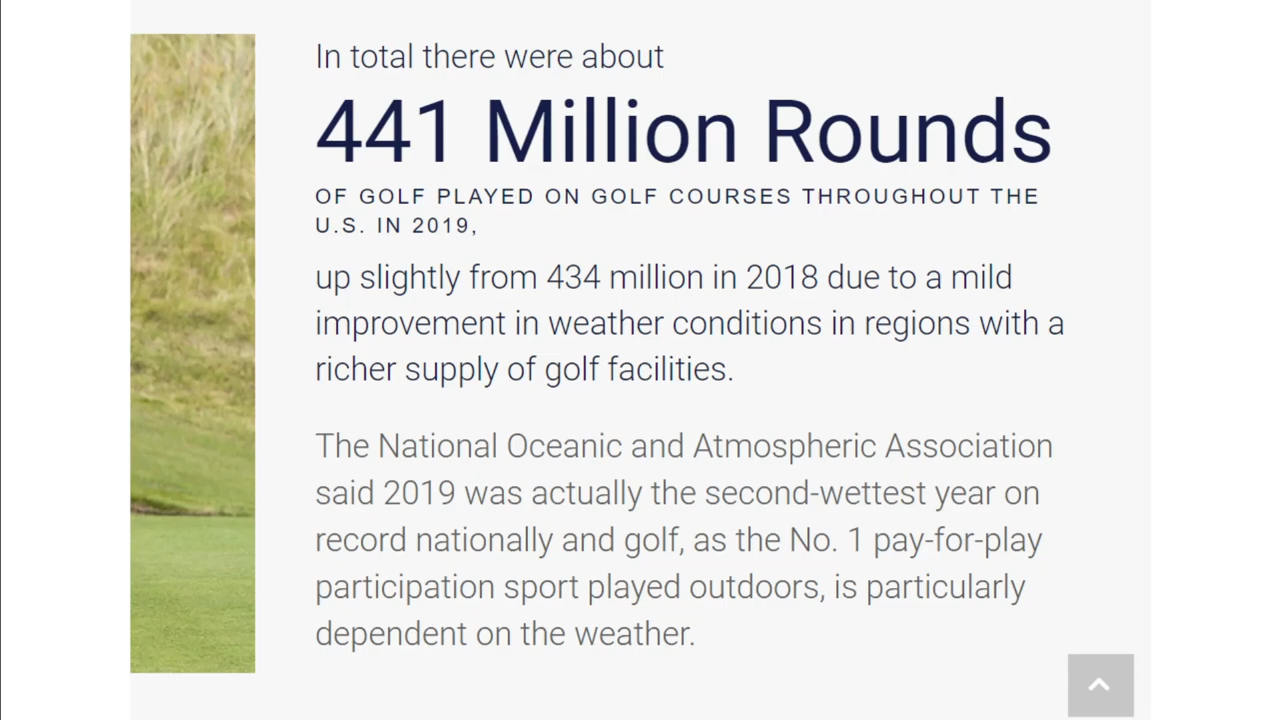 In total there were about
441 Million Rounds
OF GOLF PLAYED ON GOLF COURSES THROUGHOUT THE
U.S. IN 2019,
up slightly from 434 million in 2018 due to a mild
improvement in weather conditions in regions with a
richer supply of golf facilities.
The National Oceanic and Atmospheric Association
said 2019 was actually the second-wettest year on
record nationally and golf, as the No. 1 pay-for-play
participation sport played outdoors, is particularly
dependent on the weather.